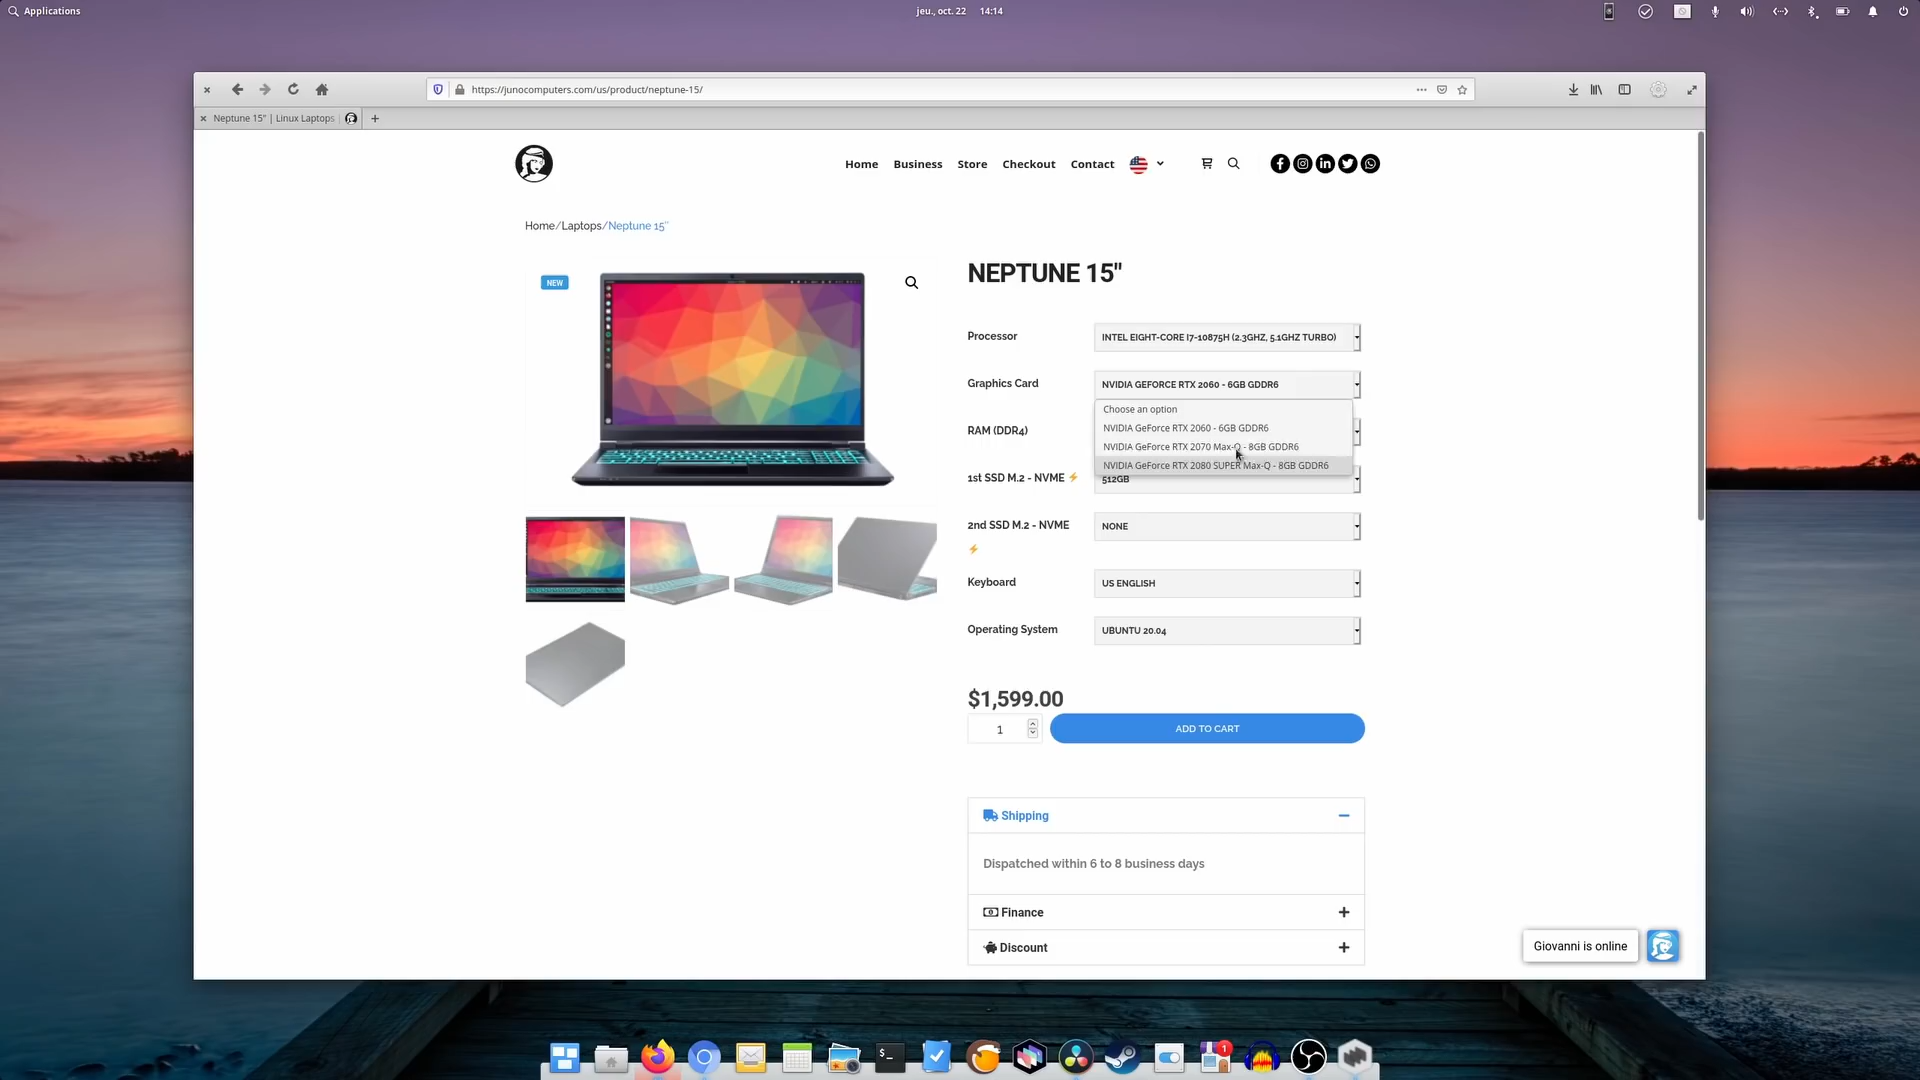 Applications
jeu., oct. 22 14:14
https://junocomputers.com/us/product/neptune-15/
Neptune 15" | Linux Laptops
Home Business Store Checkout Contact
Home/Laptops/Neptune 15"
NEW
NEPTUNE 15"
Processor
INTEL EIGHT-CORE I7-10875H (2.3GHZ, 5.1GHZ TURBO)
Graphics Card
NVIDIA GEFORCE RTX 2060 - 6GB GDDR6
Choose an option
NVIDIA GeForce RTX 2060 - 6GB GDDR6
NVIDIA GeForce RTX 2070 Max-Q - 8GB GDDR6
NVIDIA GeForce RTX 2080 SUPER Max-Q - 8GB GDDR6
RAM (DDR4)
1st SSD M.2 - NVME ⚡
512GB
2nd SSD M.2 - NVME
⚡
NONE
Keyboard
US ENGLISH
Operating System
UBUNTU 20.04
$1,599.00
1
ADD TO CART
Shipping
Dispatched within 6 to 8 business days
Finance
Discount
Giovanni is online
1